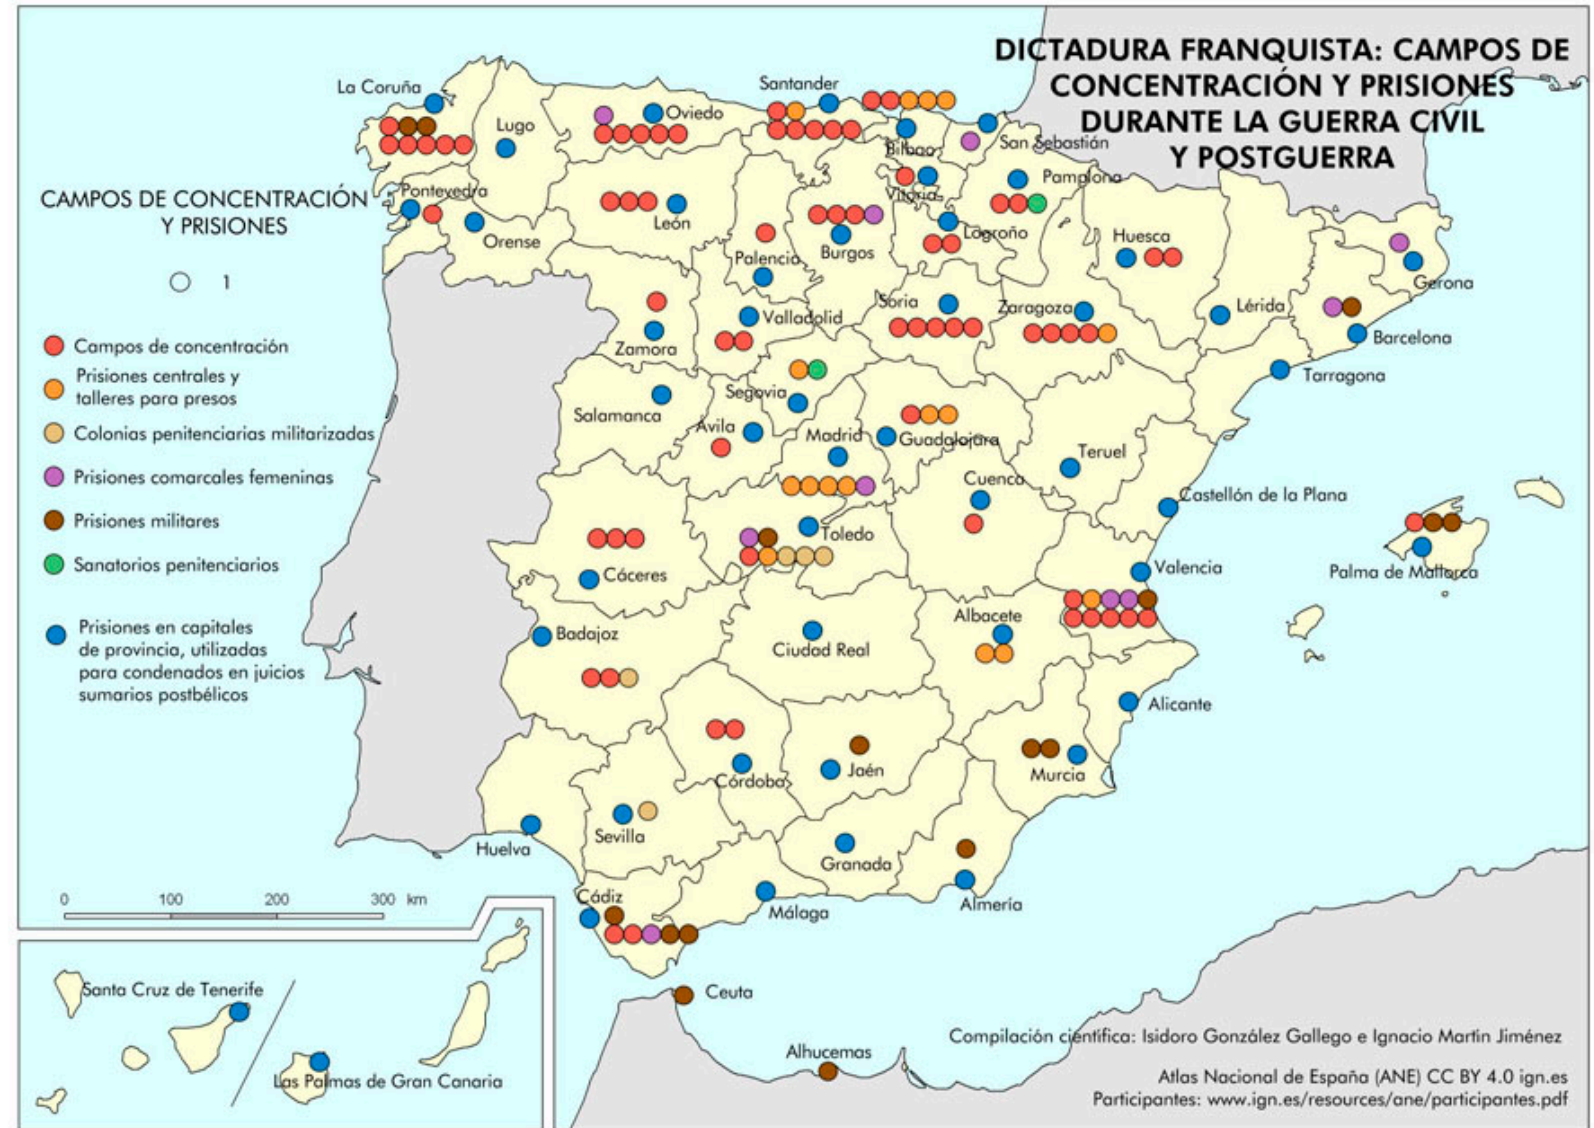 DICTADURA FRANQUISTA: CAMPOS DE
CONCENTRACIÓN Y PRISIONES
DURANTE LA GUERRA CIVIL
Y POSTGUERRA
CAMPOS DE CONCENTRACIÓN
Y PRISIONES
1
Campos de concentración
Prisiones centrales y
talleres para presos
Colonias penitenciarias militarizadas
Prisiones comarcales femeninas
Prisiones militares
Sanatorios penitenciarios
Prisiones en capitales
de provincia, utilizadas
para condenados en juicios
sumarios postbélicos
La Coruña
Lugo
Oviedo
Santander
Bilbao
San Sebastián
Pontevedra
Orense
León
Palencia
Burgos
Vitoria
Pamplona
Logroño
Huesca
Gerona
Zamora
Valladolid
Soria
Zaragoza
Lérida
Barcelona
Tarragona
Salamanca
Segovia
Avila
Madrid
Guadalajara
Teruel
Cuenca
Castellón de la Plana
Cáceres
Toledo
Valencia
Palma de Mallorca
Badajoz
Ciudad Real
Albacete
Alicante
Córdoba
Jaén
Murcia
Huelva
Sevilla
Granada
Almería
Cádiz
Málaga
Ceuta
Alhucemas
0 100 200 300 km
Santa Cruz de Tenerife
Las Palmas de Gran Canaria
Compilación científica: Isidoro González Gallego e Ignacio Martín Jiménez
Atlas Nacional de España (ANE) CC BY 4.0 ign.es
Participantes: www.ign.es/resources/ane/participantes.pdf